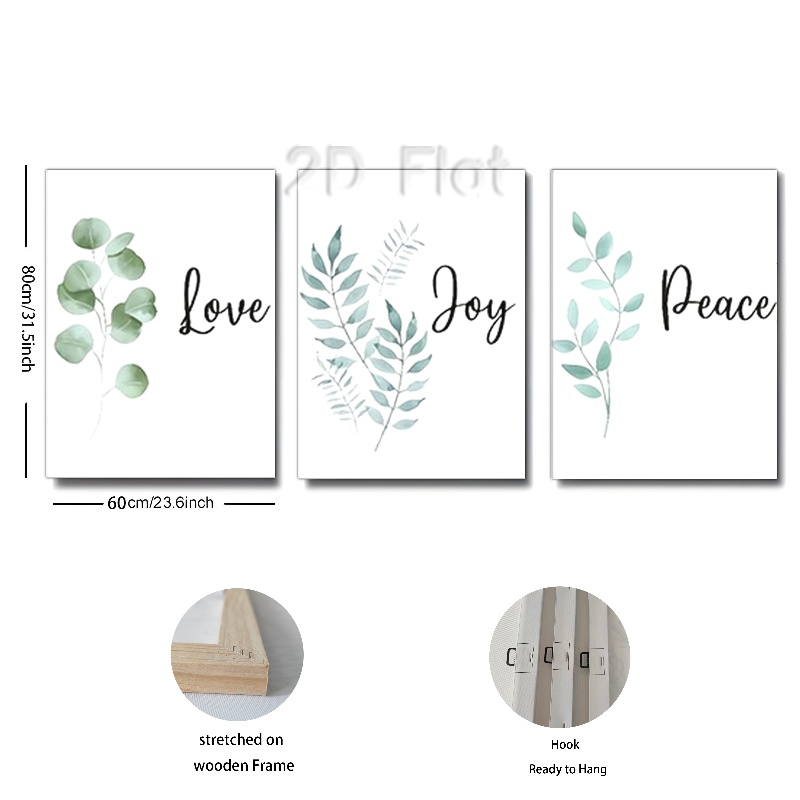 2D Flat
Love
Joy
Peace
80cm/31.5inch
60cm/23.6inch
stretched on
wooden Frame
Hook
Ready to Hang